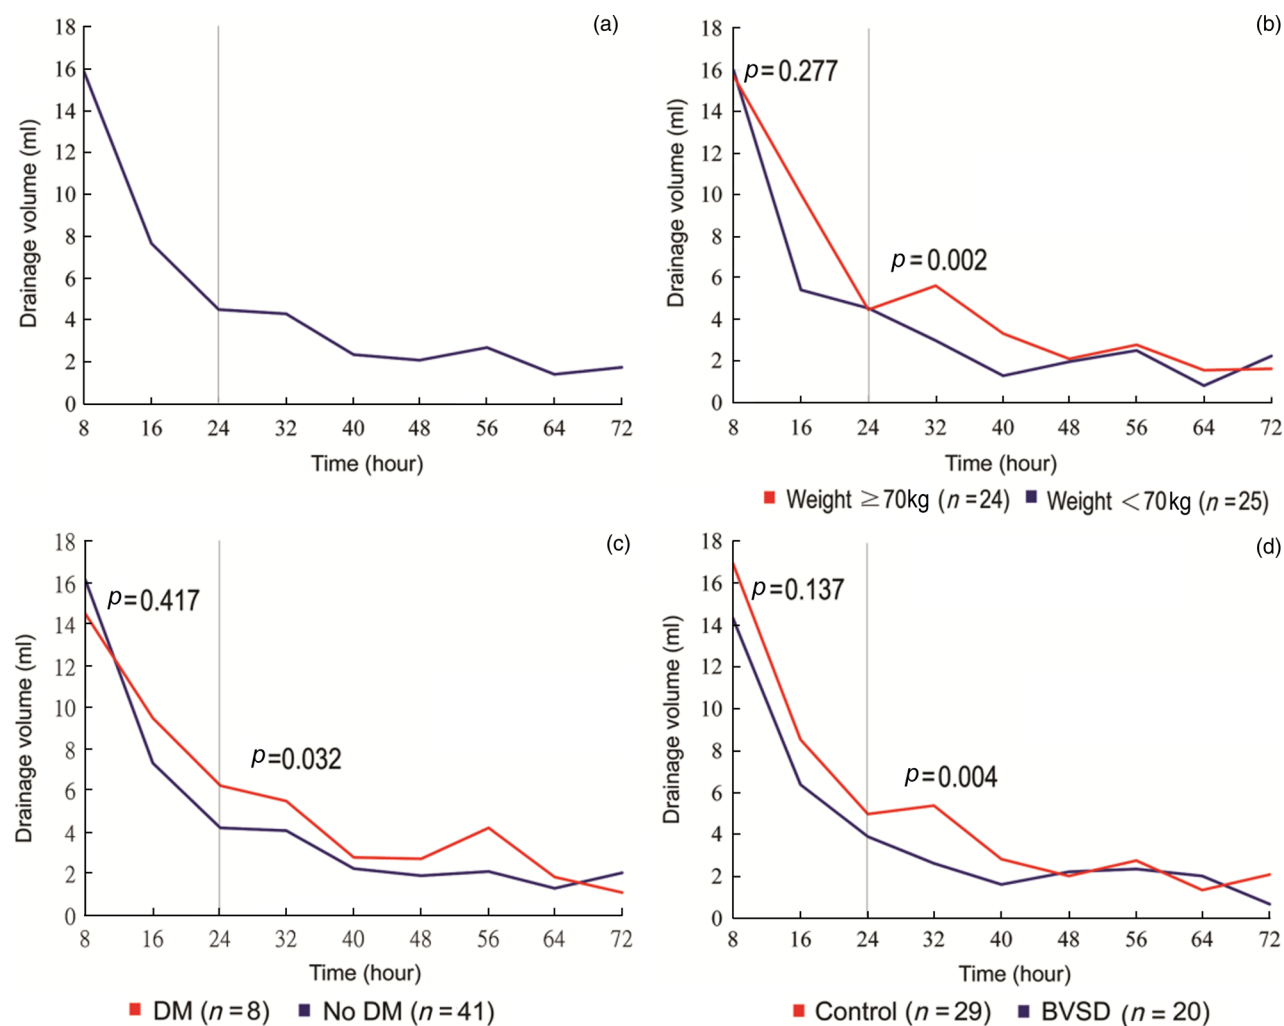 (a)
Drainage volume (ml)
18
16
14
12
10
8
6
4
2
0
8 16 24 32 40 48 56 64 72
Time (hour)
(b)
Drainage volume (ml)
18
16
14
12
10
8
6
4
2
0
p=0.277
p=0.002
8 16 24 32 40 48 56 64 72
Time (hour)
Weight ≥70kg (n=24) Weight <70kg (n=25)
(c)
Drainage volume (ml)
18
16
14
12
10
8
6
4
2
0
p=0.417
p=0.032
8 16 24 32 40 48 56 64 72
Time (hour)
DM (n=8) No DM (n=41)
(d)
Drainage volume (ml)
18
16
14
12
10
8
6
4
2
0
p=0.137
p=0.004
8 16 24 32 40 48 56 64 72
Time (hour)
Control (n=29) BVSD (n= 20)